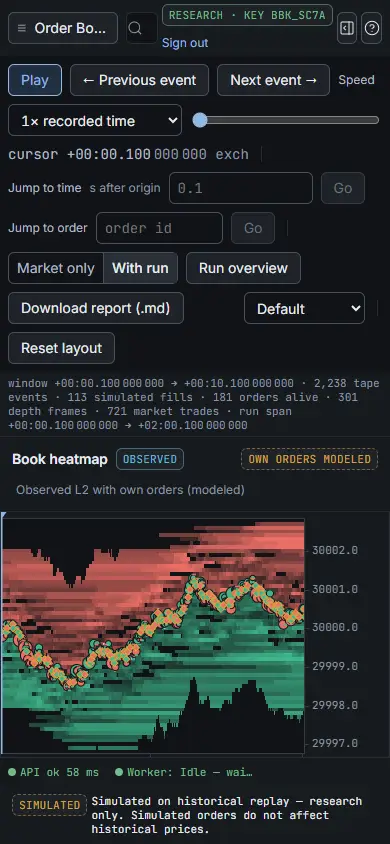 Order Bo...
RESEARCH · KEY BBK_SC7A
Sign out
Play
← Previous event
Next event →
Speed
1× recorded time
cursor +00:00.100 000 000 exch
Jump to time s after origin 0.1 Go
Jump to order order id Go
Market only With run Run overview
Download report (.md) Default
Reset layout
window +00:00.100 000 000 → +00:10.100 000 000 · 2,238 tape
events · 113 simulated fills · 181 orders alive · 301
depth frames · 721 market trades · run span
+00:00.100 000 000 → +02:00.100 000 000
Book heatmap OBSERVED OWN ORDERS MODELED
Observed L2 with own orders (modeled)
30002.0
30001.0
30000.0
29999.0
29998.0
29997.0
API ok 58 ms Worker: Idle — wai…
SIMULATED Simulated on historical replay — research
only. Simulated orders do not affect
historical prices.